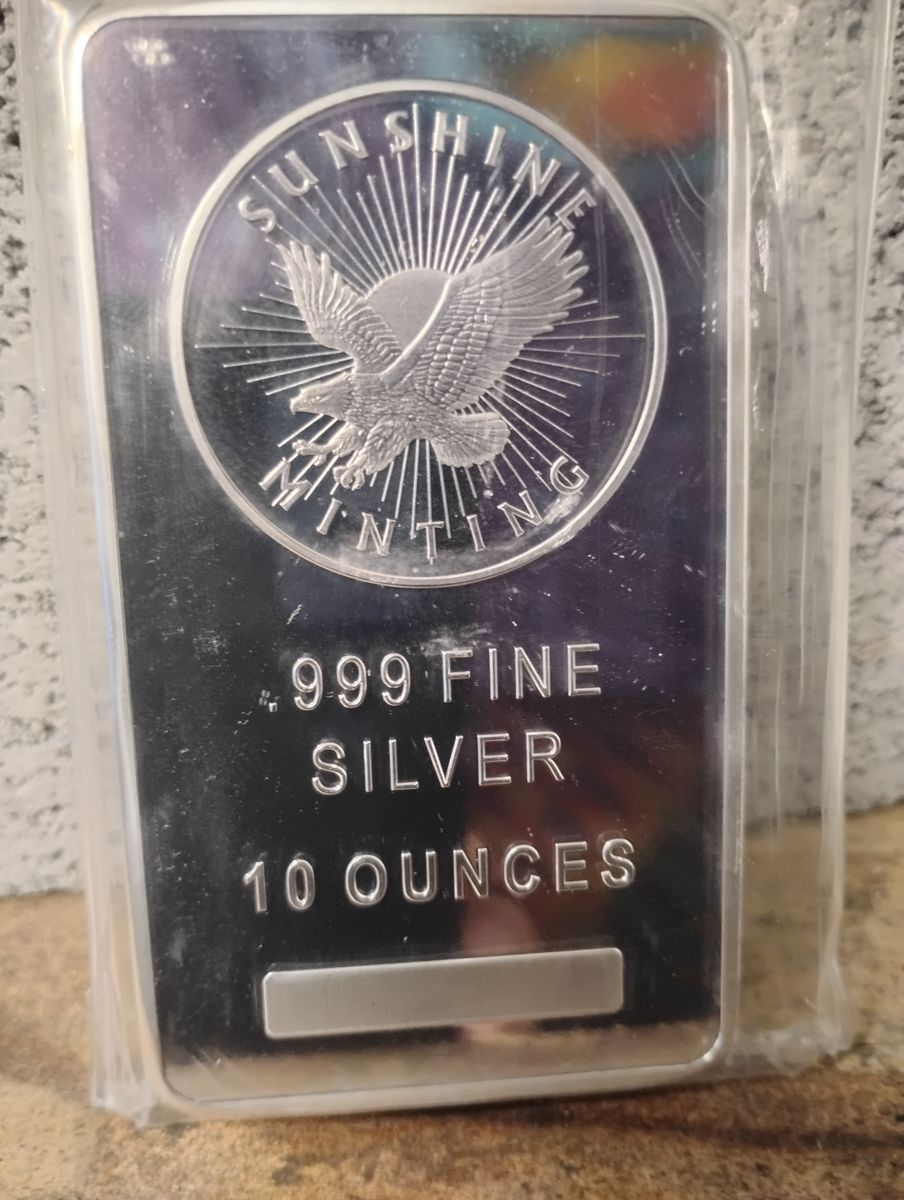 SUNSHINE
MINTING
.999 FINE
SILVER
10 OUNCES